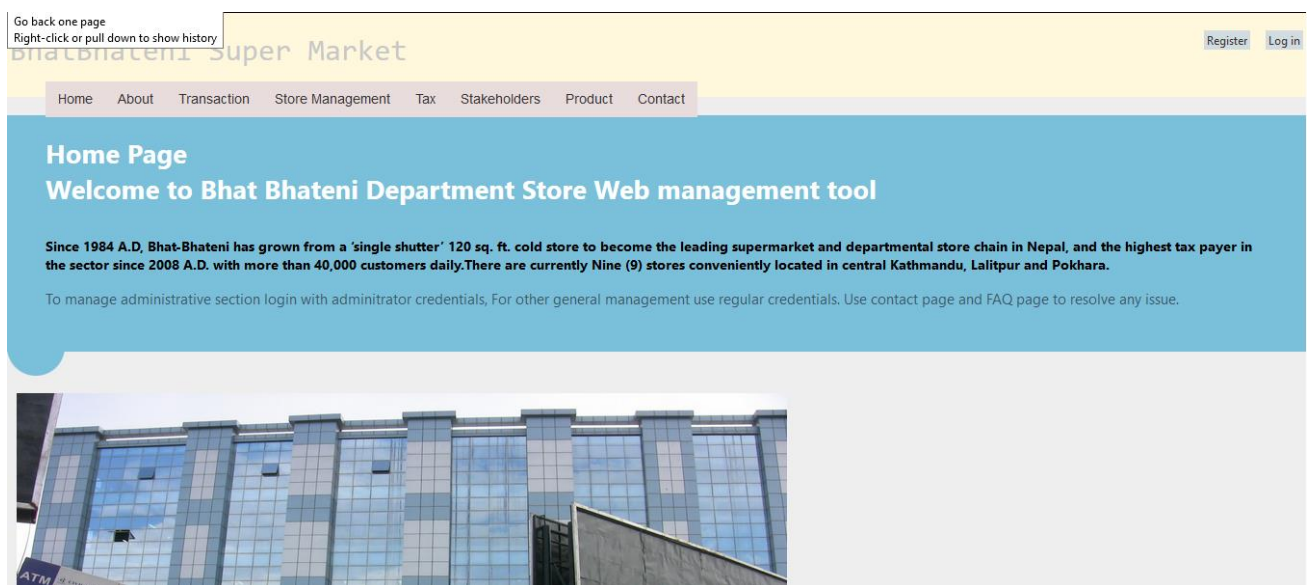 Go back one page
Right-click or pull down to show history
BhatBhateni Super Market
Register Log in
Home About Transaction Store Management Tax Stakeholders Product Contact
Home Page
Welcome to Bhat Bhateni Department Store Web management tool
Since 1984 A.D, Bhat-Bhateni has grown from a ‘single shutter’ 120 sq. ft. cold store to become the leading supermarket and departmental store chain in Nepal, and the highest tax payer in
the sector since 2008 A.D. with more than 40,000 customers daily.There are currently Nine (9) stores conveniently located in central Kathmandu, Lalitpur and Pokhara.
To manage administrative section login with adminitrator credentials, For other general management use regular credentials. Use contact page and FAQ page to resolve any issue.
ATM